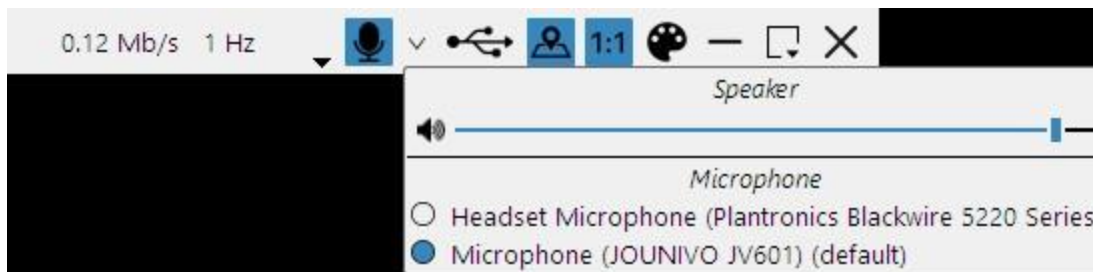 0.12 Mb/s 1 Hz 1:1
Speaker
Microphone
Headset Microphone (Plantronics Blackwire 5220 Series
Microphone (JOUNIVO JV601) (default)